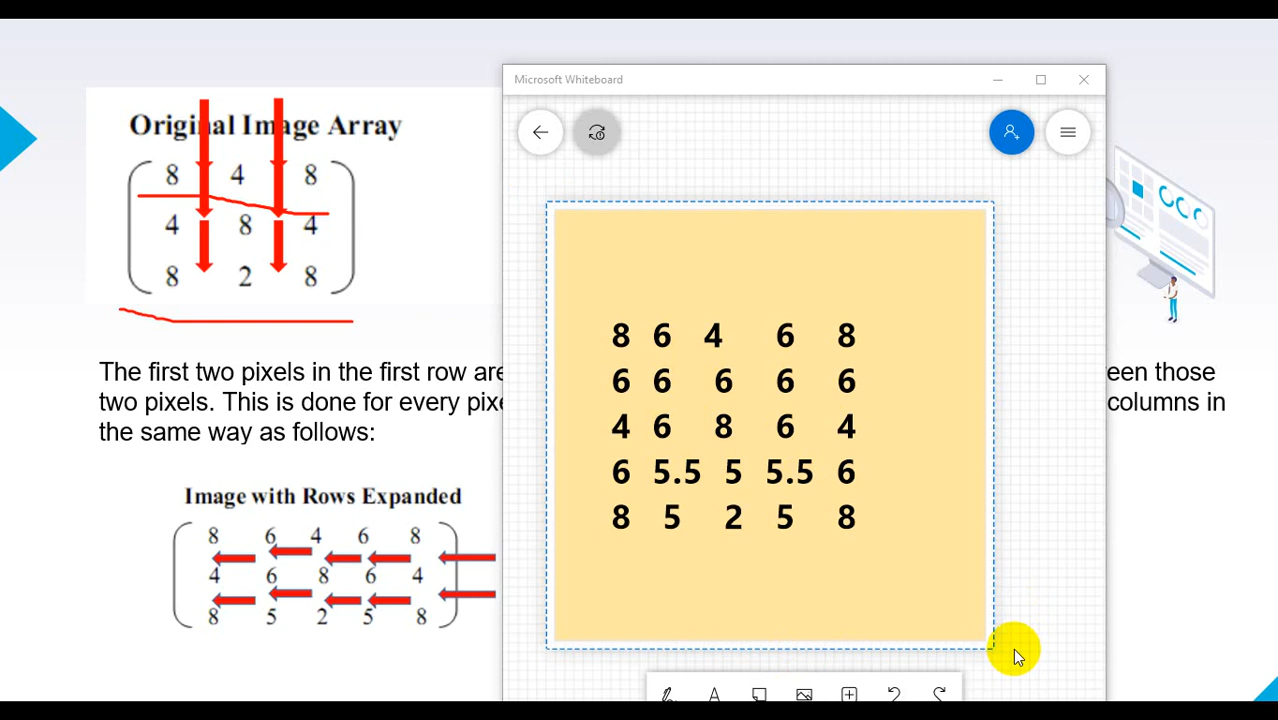 Original Image Array
8 4 8
4 8 4
8 2 8
The first two pixels in the first row are
een those
two pixels. This is done for every pixe
columns in
the same way as follows:
Image with Rows Expanded
8 6 4 6 8
4 6 8 6 4
8 5 2 5 8
Microsoft Whiteboard
8 6 4 6 8
6 6 6 6 6
4 6 8 6 4
6 5.5 5 5.5 6
8 5 2 5 8
A